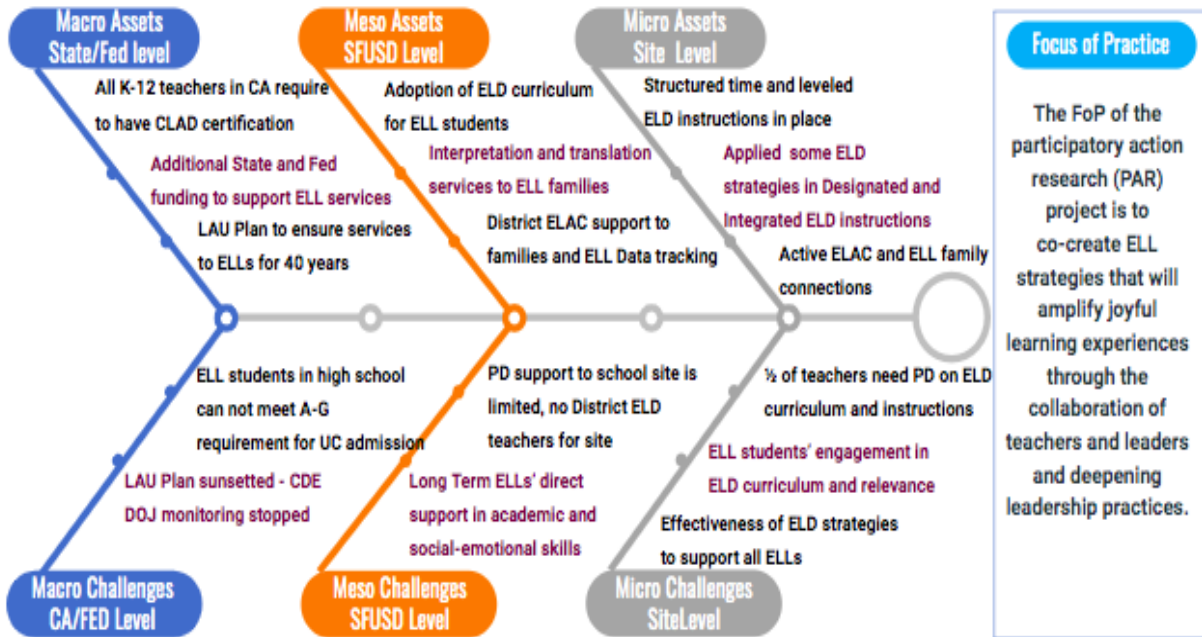 Macro Assets
State/Fed level
All K-12 teachers in CA require
to have CLAD certification
Additional State and Fed
funding to support ELL services
LAU Plan to ensure services
to ELLs for 40 years
Meso Assets
SFUSD Level
Adoption of ELD curriculum
for ELL students
Interpretation and translation
services to ELL families
District ELAC support to
families and ELL Data tracking
Micro Assets
Site Level
Structured time and leveled
ELD instructions in place
Applied some ELD
strategies in Designated and
Integrated ELD instructions
Active ELAC and ELL family
connections
ELL students in high school
can not meet A-G
requirement for UC admission
LAU Plan sunsetted - CDE
DOJ monitoring stopped
Macro Challenges
CA/FED Level
PD support to school site is
limited, no District ELD
teachers for site
Long Term ELLs' direct
support in academic and
social-emotional skills
Meso Challenges
SFUSD Level
½ of teachers need PD on ELD
curriculum and instructions
ELL students' engagement in
ELD curriculum and relevance
Effectiveness of ELD strategies
to support all ELLs
Micro Challenges
SiteLevel
Focus of Practice
The FoP of the
participatory action
research (PAR)
project is to
co-create ELL
strategies that will
amplify joyful
learning experiences
through the
collaboration of
teachers and leaders
and deepening
leadership practices.